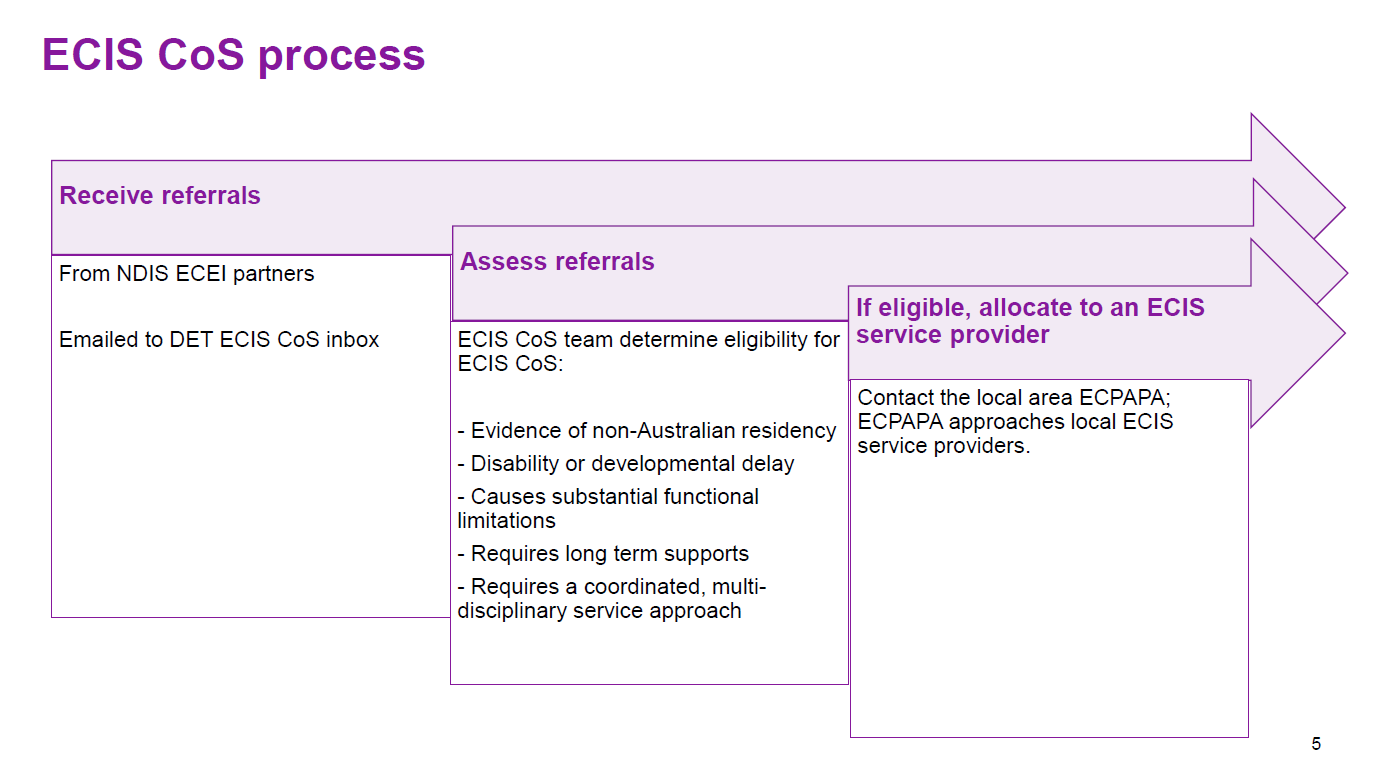 ECIS CoS process
Receive referrals
From NDIS ECEI partners
Emailed to DET ECIS CoS inbox
Assess referrals
ECIS CoS team determine eligibility for
ECIS CoS:
- Evidence of non-Australian residency
- Disability or developmental delay
- Causes substantial functional
limitations
- Requires long term supports
- Requires a coordinated, multi-
disciplinary service approach
If eligible, allocate to an ECIS
service provider
Contact the local area ECPAPA;
ECPAPA approaches local ECIS
service providers.
5